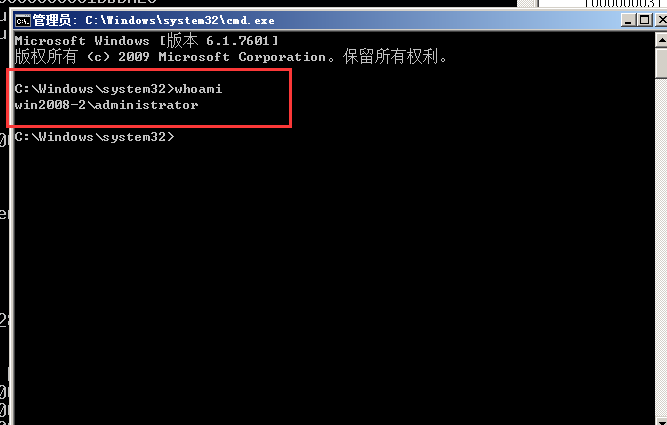 1000000031
管理员: C:\Windows\system32\cmd.exe
Microsoft Windows [版本 6.1.7601]
版权所有 (c) 2009 Microsoft Corporation。保留所有权利。
C:\Windows\system32>whoami
win2008-2\administrator
C:\Windows\system32>